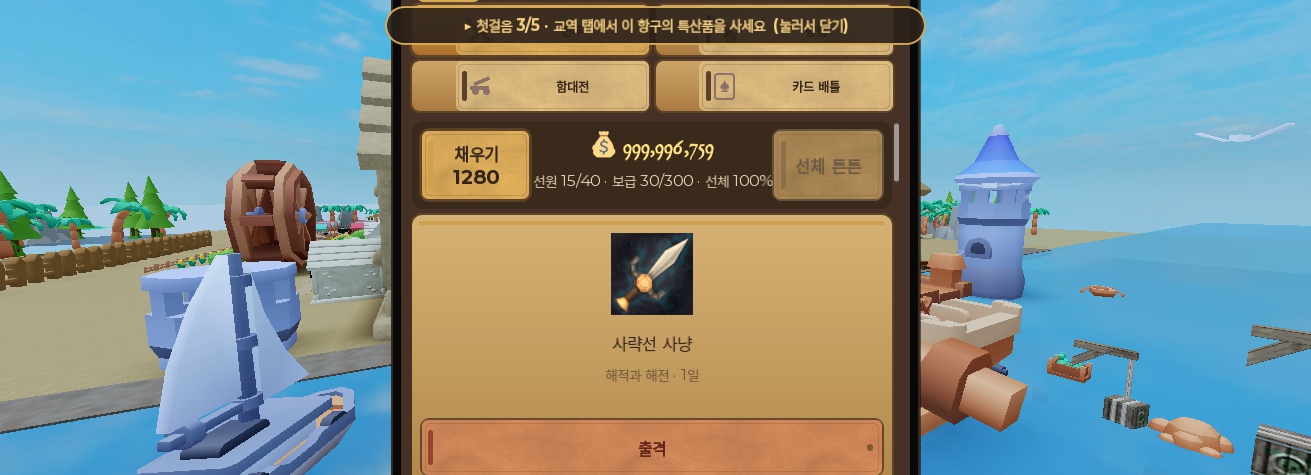 ▸ 첫걸음 3/5 · 교역 탭에서 이 항구의 특산품을 사세요 (눌러서 닫기)
함대전
카드 배틀
채우기
1280
999,996,759
선원 15/40 · 보급 30/300 · 선체 100%
선체 튼튼
사략선 사냥
해적과 해전 · 1일
출격